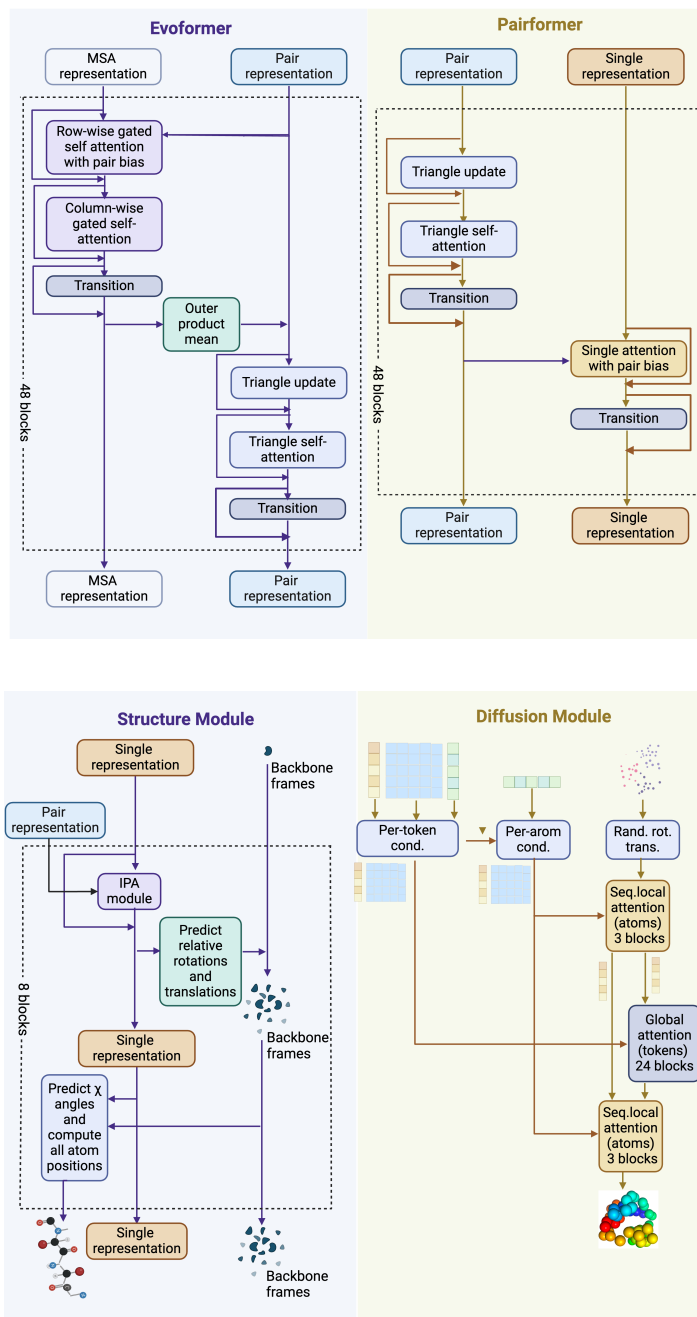 Evoformer
MSA
representation
Pair
representation
Row-wise gated
self attention
with pair bias
Column-wise
gated self-
attention
Transition
Outer
product
mean
Triangle update
Triangle self-
attention
Transition
48 blocks
MSA
representation
Pair
representation
Pairformer
Pair
representation
Single
representation
Triangle update
Triangle self-
attention
Transition
Single attention
with pair bias
Transition
48 blocks
Pair
representation
Single
representation
Structure Module
Single
representation
Backbone
frames
Pair
representation
IPA
module
Predict
relative
rotations
and
translations
8 blocks
Backbone
frames
Single
representation
Predict χ
angles
and
compute
all atom
positions
Single
representation
Backbone
frames
Diffusion Module
Per-token
cond.
Per-arom
cond.
Rand. rot.
trans.
Seq.local
attention
(atoms)
3 blocks
Global
attention
(tokens)
24 blocks
Seq.local
attention
(atoms)
3 blocks